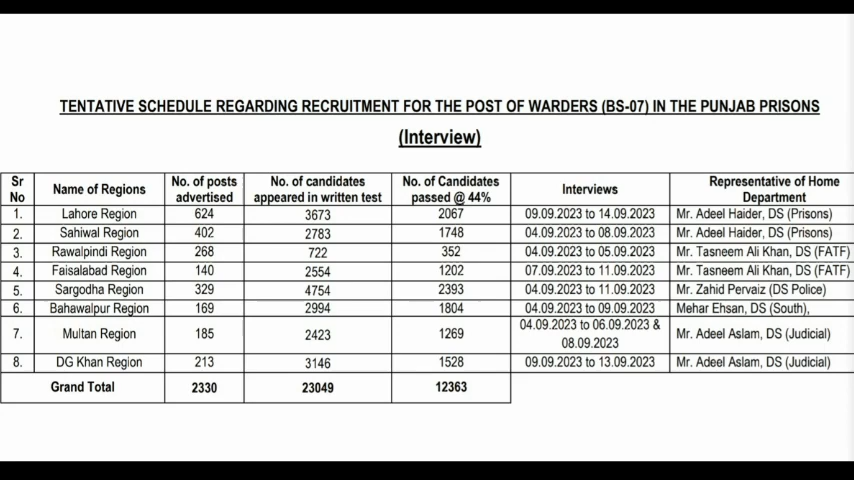 TENTATIVE SCHEDULE REGARDING RECRUITMENT FOR THE POST OF WARDERS (BS-07) IN THE PUNJAB PRISONS
(Interview)
Sr No Name of Regions No. of posts advertised No. of candidates appeared in written test No. of Candidates passed @ 44% Interviews Representative of Home Department
1. Lahore Region 624 3673 2067 09.09.2023 to 14.09.2023 Mr. Adeel Haider, DS (Prisons)
2. Sahiwal Region 402 2783 1748 04.09.2023 to 08.09.2023 Mr. Adeel Haider, DS (Prisons)
3. Rawalpindi Region 268 722 352 04.09.2023 to 05.09.2023 Mr. Tasneem Ali Khan, DS (FATF)
4. Faisalabad Region 140 2554 1202 07.09.2023 to 11.09.2023 Mr. Tasneem Ali Khan, DS (FATF)
5. Sargodha Region 329 4754 2393 04.09.2023 to 11.09.2023 Mr. Zahid Pervaiz (DS Police)
6. Bahawalpur Region 169 2994 1804 04.09.2023 to 09.09.2023 Mehar Ehsan, DS (South),
7. Multan Region 185 2423 1269 04.09.2023 to 06.09.2023 & 08.09.2023 Mr. Adeel Aslam, DS (Judicial)
8. DG Khan Region 213 3146 1528 09.09.2023 to 13.09.2023 Mr. Adeel Aslam, DS (Judicial)
Grand Total 2330 23049 12363